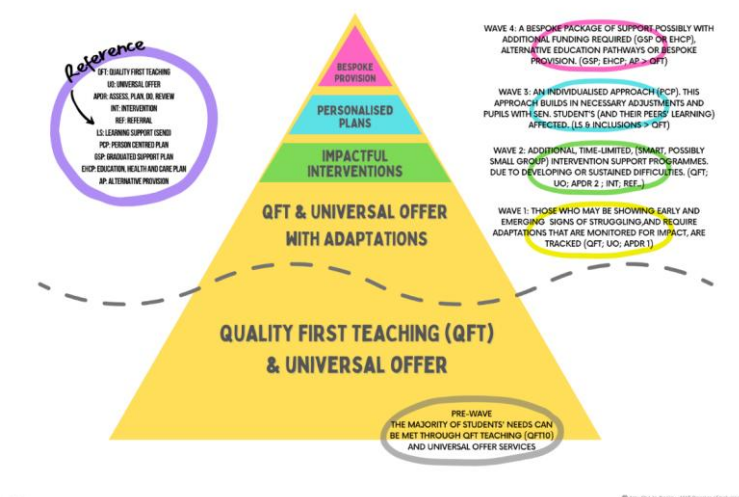 Reference
QFT: QUALITY FIRST TEACHING
UO: UNIVERSAL OFFER
APDR: ASSESS, PLAN, DO, REVIEW
INT: INTERVENTION
REF: REFERRAL
LS: LEARNING SUPPORT (SEND)
PCP: PERSON CENTRED PLAN
GSP: GRADUATED SUPPORT PLAN
EHCP: EDUCATION, HEALTH AND CARE PLAN
AP: ALTERNATIVE PROVISION
BESPOKE
PROVISION
PERSONALISED
PLANS
IMPACTFUL
INTERVENTIONS
QFT & UNIVERSAL OFFER
WITH ADAPTATIONS
QUALITY FIRST TEACHING (QFT)
& UNIVERSAL OFFER
WAVE 4: A BESPOKE PACKAGE OF SUPPORT POSSIBLY WITH
ADDITIONAL FUNDING REQUIRED (GSP OR EHCP),
ALTERNATIVE EDUCATION PATHWAYS OR BESPOKE
PROVISION. (GSP; EHCP; AP > QFT)
WAVE 3: AN INDIVIDUALISED APPROACH (PCP). THIS
APPROACH BUILDS IN NECESSARY ADJUSTMENTS AND
PUPILS WITH SEN. STUDENT'S (AND THEIR PEERS' LEARNING)
AFFECTED. (LS & INCLUSIONS > QFT)
WAVE 2: ADDITIONAL, TIME-LIMITED, (SMART, POSSIBLY
SMALL GROUP) INTERVENTION SUPPORT PROGRAMMES.
DUE TO DEVELOPING OR SUSTAINED DIFFICULTIES. (QFT;
UO; APDR 2 ; INT; REF..)
WAVE 1: THOSE WHO MAY BE SHOWING EARLY AND
EMERGING SIGNS OF STRUGGLING,AND REQUIRE
ADAPTATIONS THAT ARE MONITORED FOR IMPACT, ARE
TRACKED (QFT; UO; APDR 1)
PRE-WAVE
THE MAJORITY OF STUDENTS' NEEDS CAN
BE MET THROUGH QFT TEACHING (QFT10)
AND UNIVERSAL OFFER SERVICES